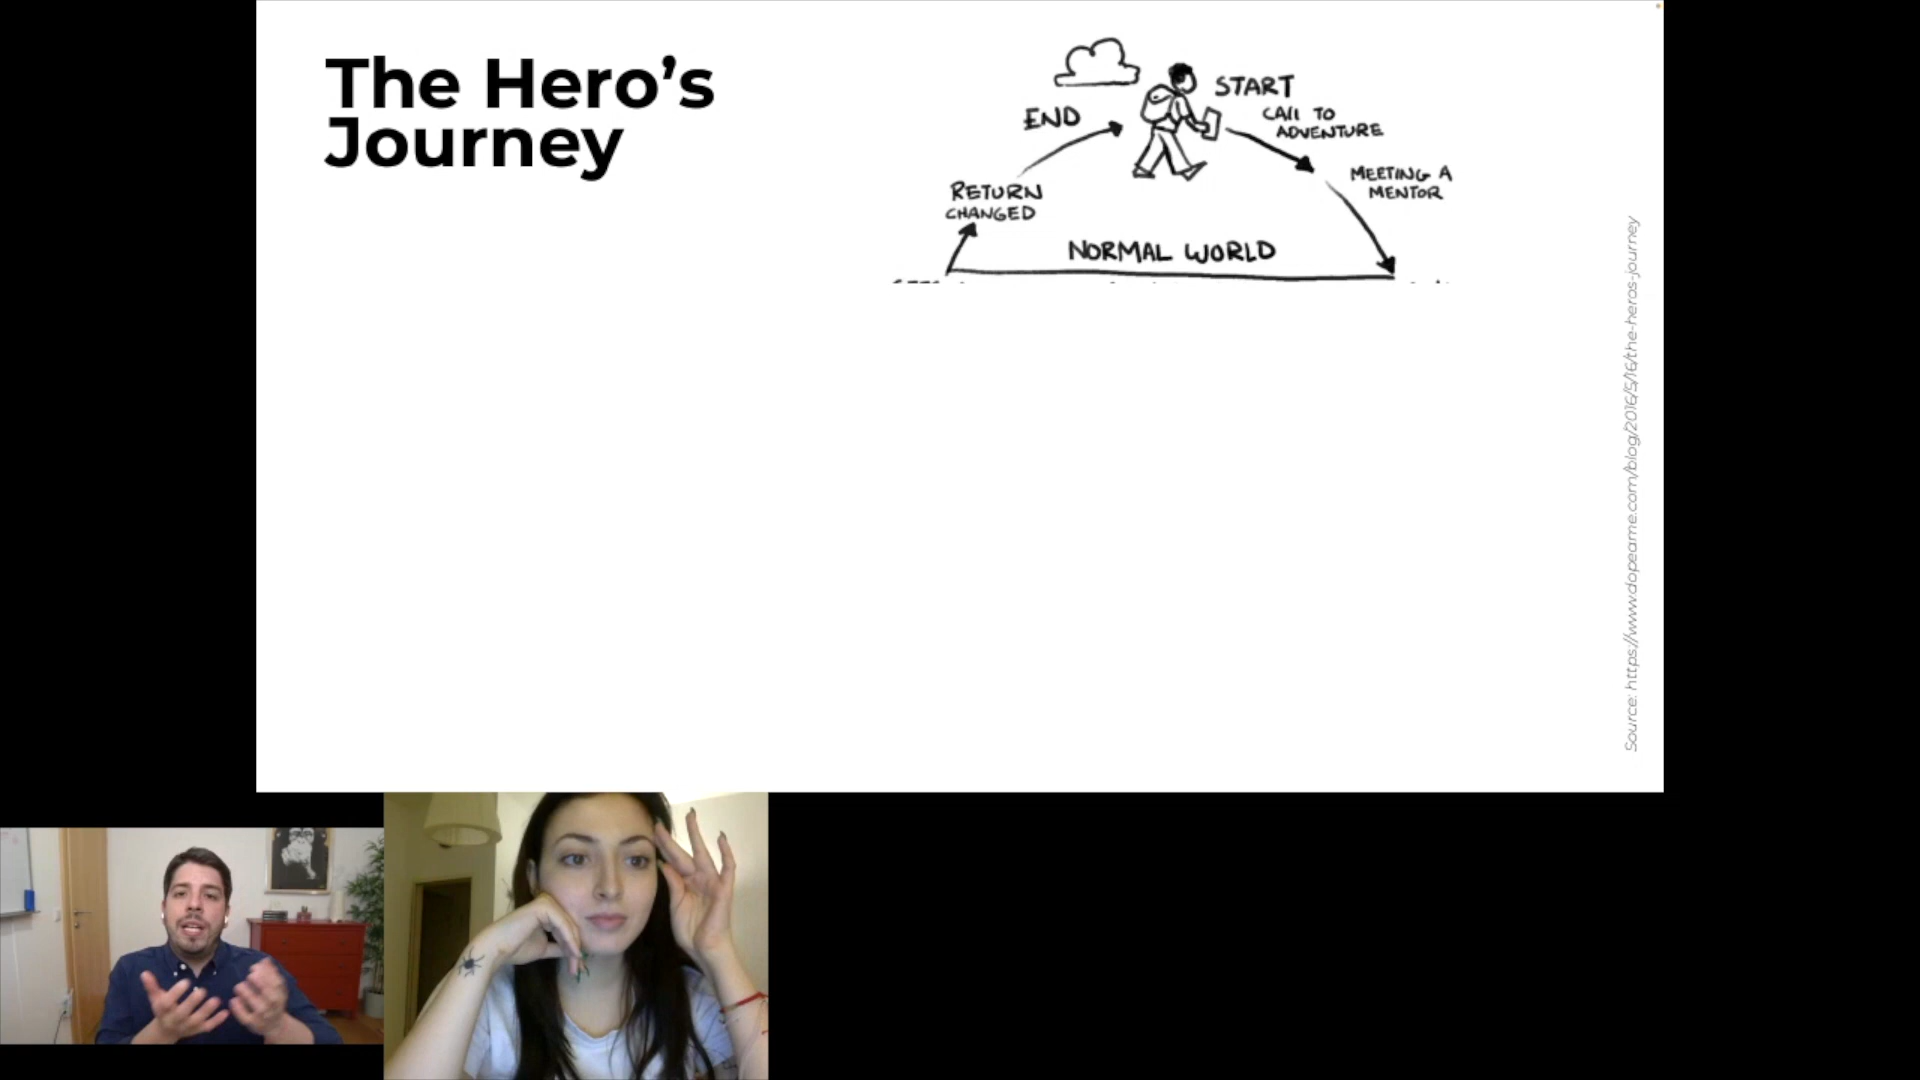 The Hero’s
Journey
START
CAll TO
ADVENTURE
END
MEETING A
MENTOR
RETURN
CHANGED
NORMAL WORLD
Source: https://www.dopeame.com/blog/2016/5/16/the-heros-journey